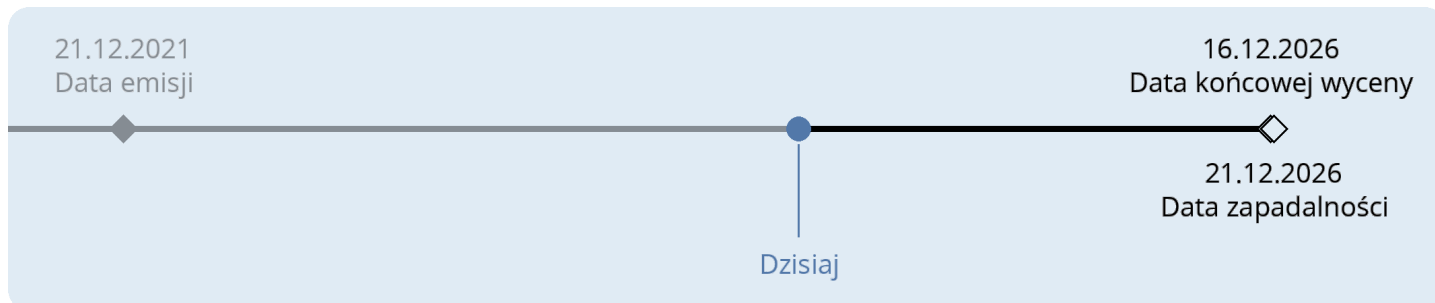 21.12.2021
Data emisji
16.12.2026
Data końcowej wyceny
21.12.2026
Data zapadalności
Dzisiaj